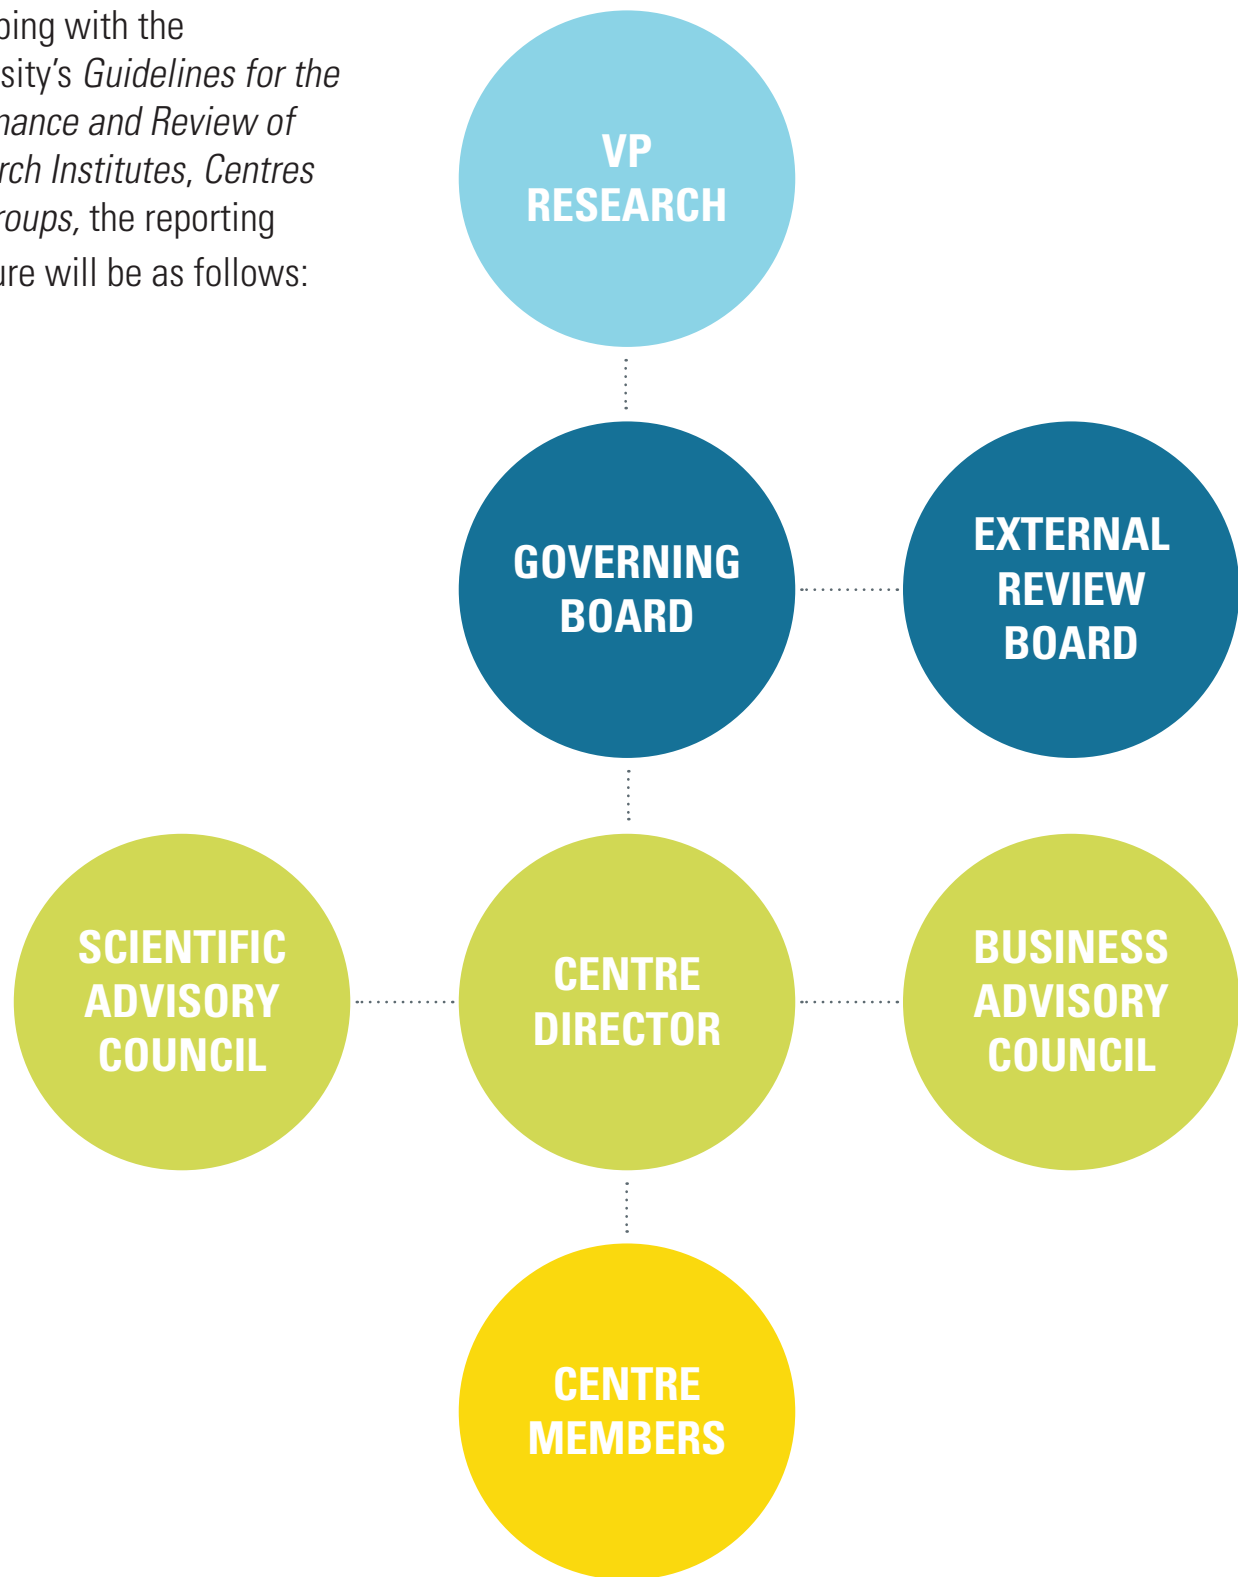 ping with the
sity's Guidelines for the
nance and Review of
rch Institutes, Centres
roups, the reporting
ure will be as follows:
VP
RESEARCH
GOVERNING
BOARD
EXTERNAL
REVIEW
BOARD
SCIENTIFIC
ADVISORY
COUNCIL
CENTRE
DIRECTOR
BUSINESS
ADVISORY
COUNCIL
CENTRE
MEMBERS